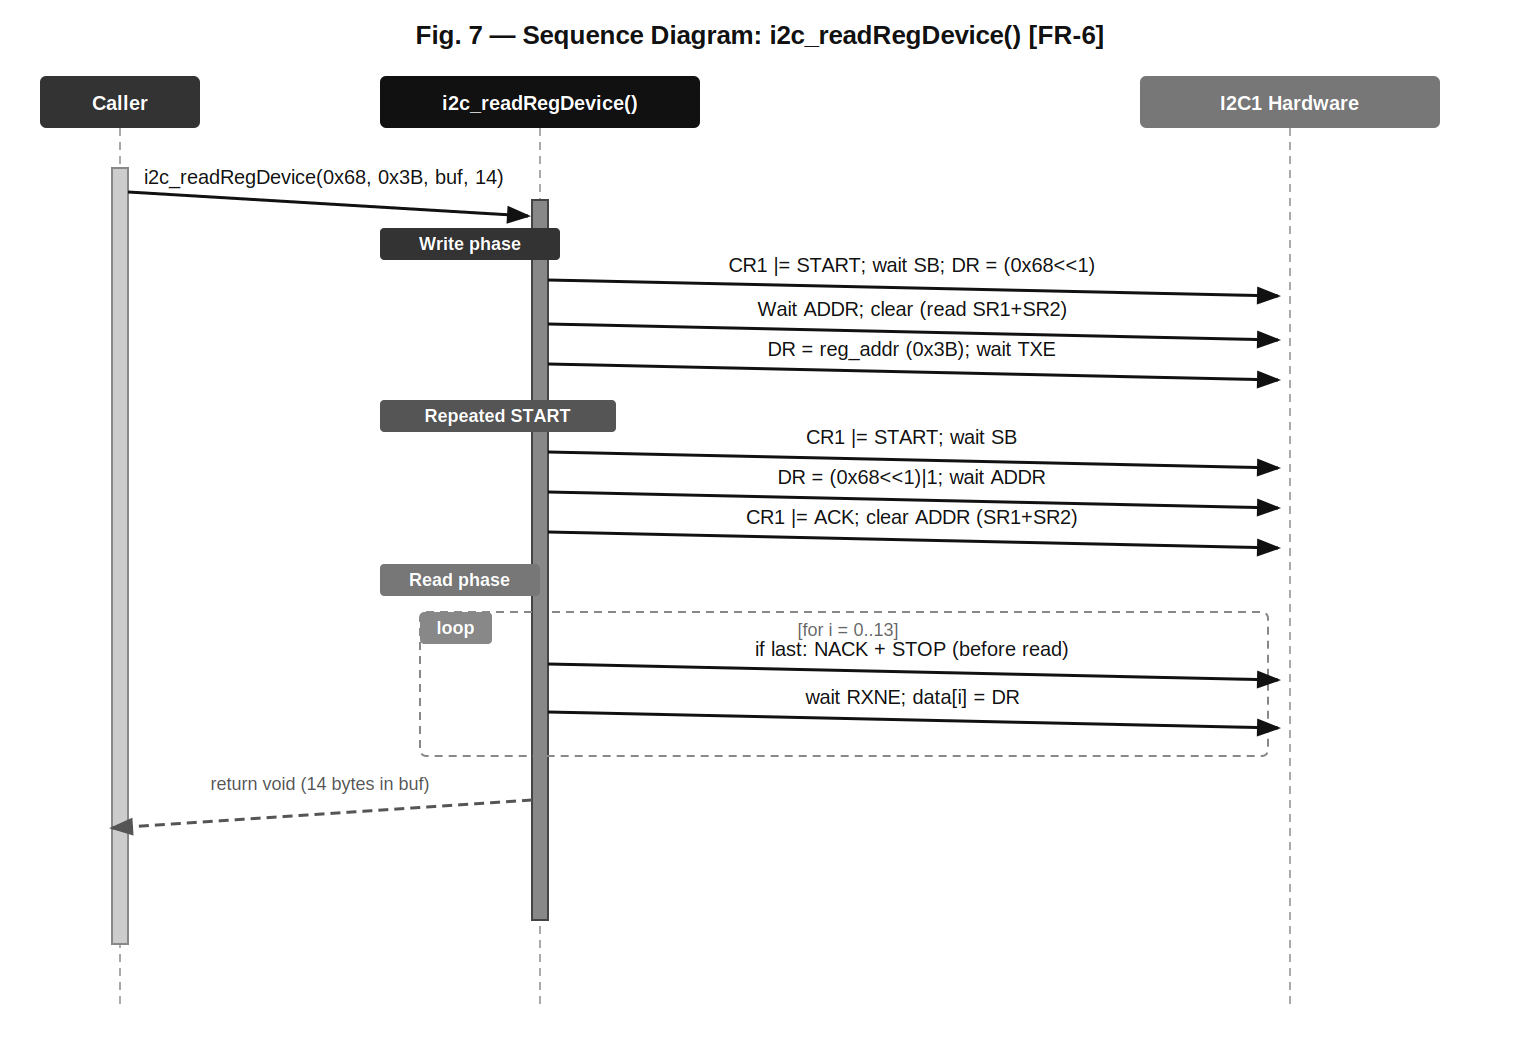 Fig. 7 — Sequence Diagram: i2c_readRegDevice() [FR-6]
Caller
i2c_readRegDevice()
I2C1 Hardware
i2c_readRegDevice(0x68, 0x3B, buf, 14)
Write phase
CR1 |= START; wait SB; DR = (0x68<<1)
Wait ADDR; clear (read SR1+SR2)
DR = reg_addr (0x3B); wait TXE
Repeated START
CR1 |= START; wait SB
DR = (0x68<<1)|1; wait ADDR
CR1 |= ACK; clear ADDR (SR1+SR2)
Read phase
loop
[for i = 0..13]
if last: NACK + STOP (before read)
wait RXNE; data[i] = DR
return void (14 bytes in buf)